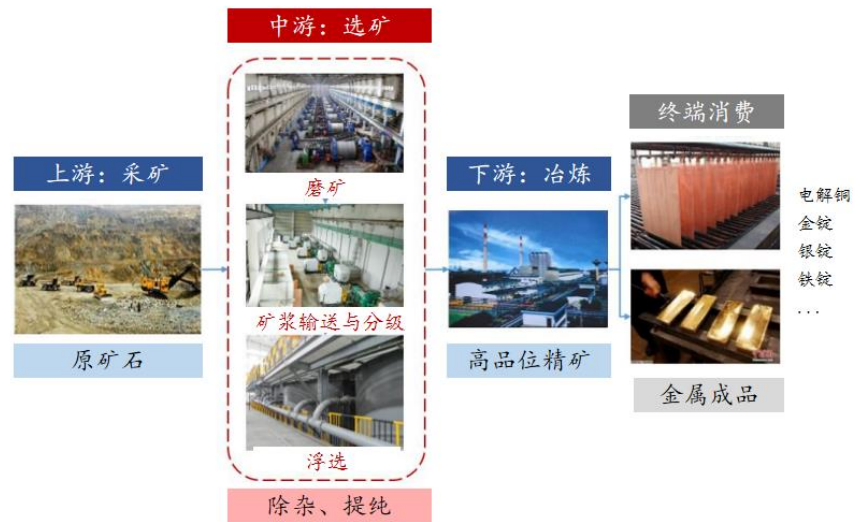 中游：选矿
磨矿
矿浆输送与分级
浮选
除杂、提纯
上游：采矿
原矿石
下游：冶炼
高品位精矿
终端消费
电解铜
金锭
银锭
铁锭
...
金属成品